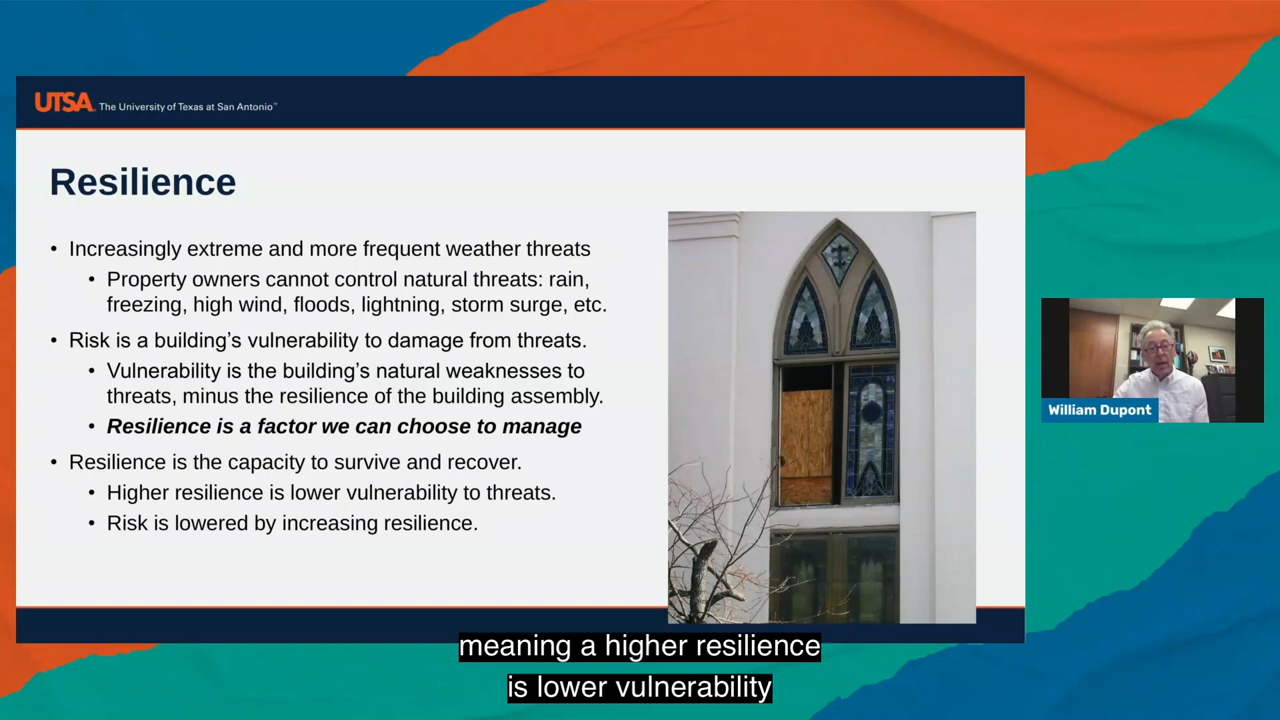 UTSA The University of Texas at San Antonio™
Resilience
• Increasingly extreme and more frequent weather threats
• Property owners cannot control natural threats: rain,
freezing, high wind, floods, lightning, storm surge, etc.
• Risk is a building’s vulnerability to damage from threats.
• Vulnerability is the building’s natural weaknesses to
threats, minus the resilience of the building assembly.
• Resilience is a factor we can choose to manage
• Resilience is the capacity to survive and recover.
• Higher resilience is lower vulnerability to threats.
• Risk is lowered by increasing resilience.
William Dupont
meaning a higher resilience
is lower vulnerability